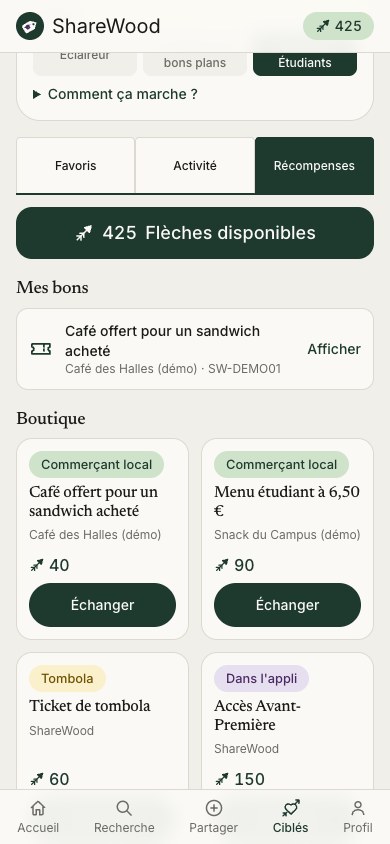 ShareWood
425
Éclaireur
bons plans
Étudiants
Comment ça marche ?
Favoris
Activité
Récompenses
425 Flèches disponibles
Mes bons
Café offert pour un sandwich
acheté
Café des Halles (démo) · SW-DEMO01
Afficher
Boutique
Commerçant local
Café offert pour un
sandwich acheté
Café des Halles (démo)
40
Échanger
Commerçant local
Menu étudiant à 6,50
€
Snack du Campus (démo)
90
Échanger
Tombola
Ticket de tombola
ShareWood
60
Dans l'appli
Accès Avant-
Première
ShareWood
150
Accueil
Recherche
Partager
Ciblés
Profil